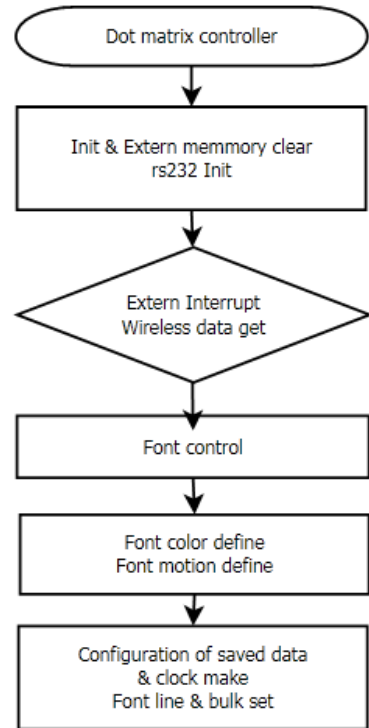 Dot matrix controller
Init & Extern memmory clear
rs232 Init
Extern Interrupt
Wireless data get
Font control
Font color define
Font motion define
Configuration of saved data
& clock make
Font line & bulk set